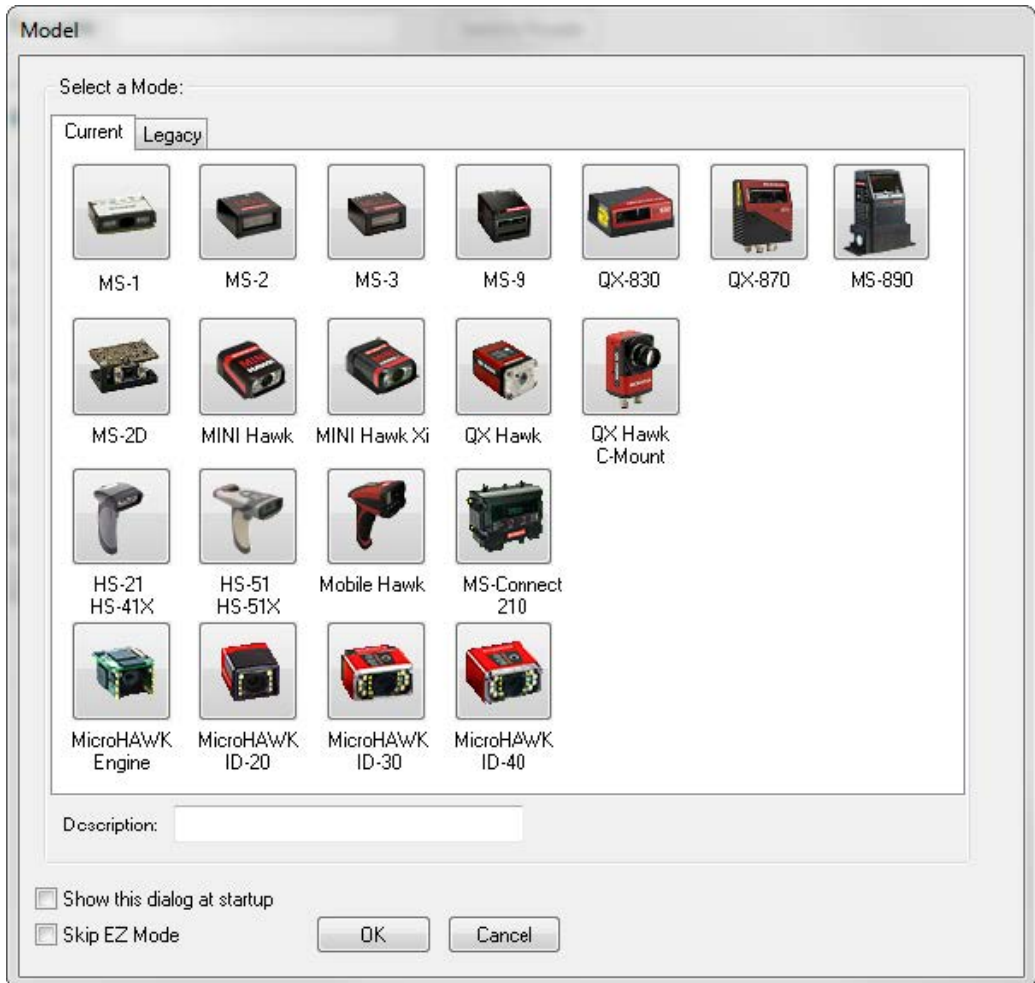 Model
Select a Mode:
Current Legacy
MS-1 MS-2 MS-3 MS-9 QX-830 QX-870 MS-890
MS-2D MINI Hawk MINI Hawk Xi QX Hawk QX Hawk
C-Mount
HS-21 HS-51 Mobile Hawk MS-Connect
HS-41X HS-51X 210
MicroHAWK MicroHAWK MicroHAWK MicroHAWK
Engine ID-20 ID-30 ID-40
Description:
Show this dialog at startup
Skip EZ Mode OK Cancel